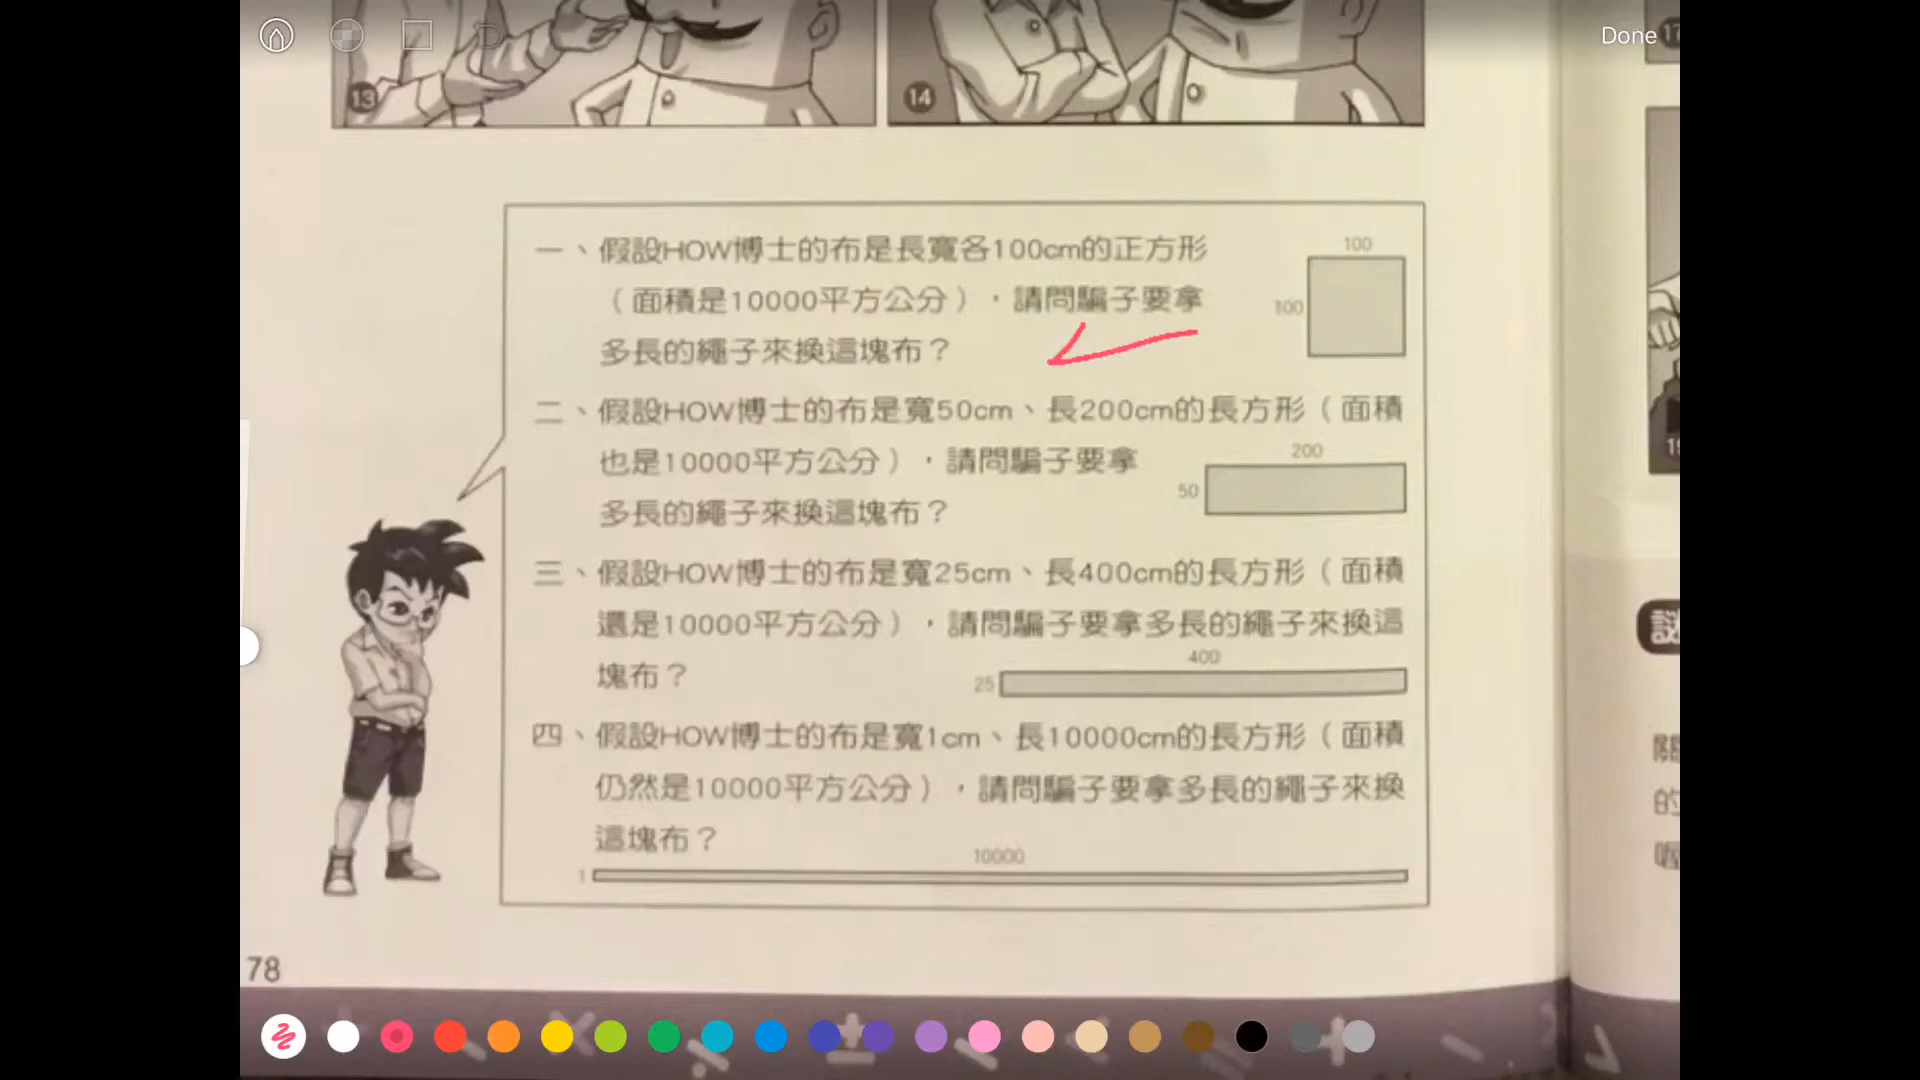 Done
13
14
17
一、假設HOW博士的布是長寬各100cm的正方形
（面積是10000平方公分），請問騙子要拿
多長的繩子來換這塊布？
100
100
二、假設HOW博士的布是寬50cm、長200cm的長方形（面積
也是10000平方公分），請問騙子要拿
多長的繩子來換這塊布？
200
50
三、假設HOW博士的布是寬25cm、長400cm的長方形（面積
還是10000平方公分），請問騙子要拿多長的繩子來換這
塊布？
400
25
四、假設HOW博士的布是寬1cm、長10000cm的長方形（面積
仍然是10000平方公分），請問騙子要拿多長的繩子來換
這塊布？
10000
1
78
的